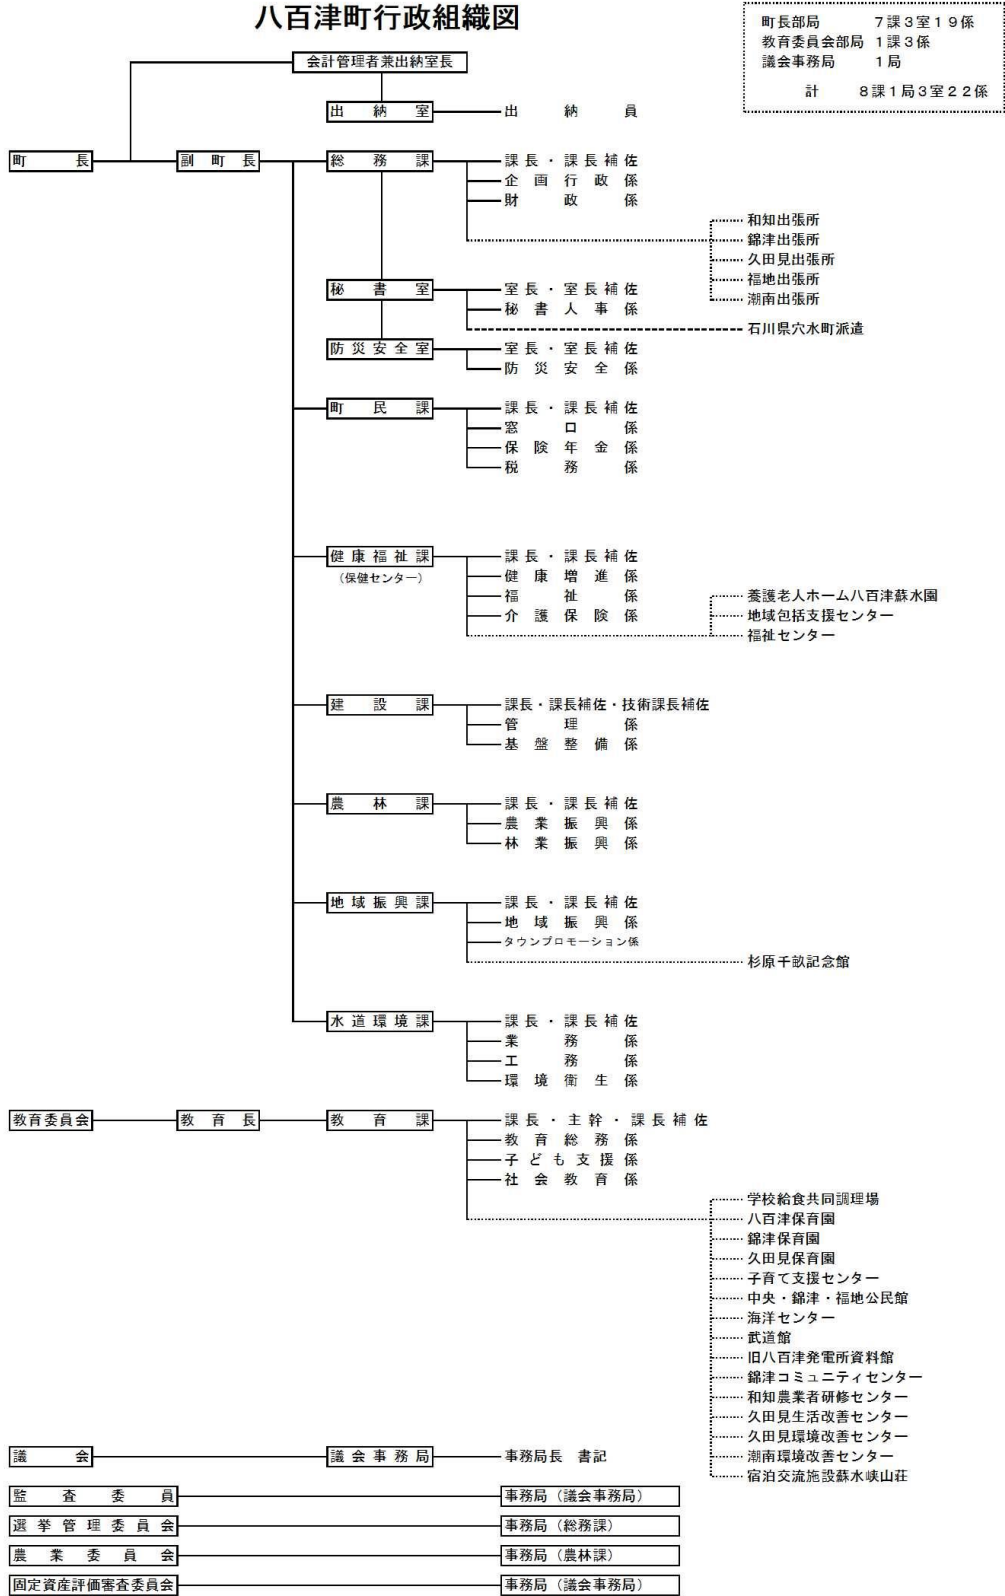 八百津町行政組織図
町長部局 7課3室19係
教育委員会部局 1課3係
議会事務局 1局
計 8課1局3室22係
会計管理者兼出納室長
出納室 出納員
町長 副町長 総務課 課長・課長補佐
企画行政係
財政係
和知出張所
錦津出張所
久田見出張所
福地出張所
潮南出張所
秘書室 室長・室長補佐
秘書人事係
石川県穴水町派遣
防災安全室 室長・室長補佐
防災安全係
町民課 課長・課長補佐
窓口係
保険年金係
税務係
健康福祉課 課長・課長補佐
(保健センター) 健康増進係
福祉係 養護老人ホーム八百津蘇水園
介護保険係 地域包括支援センター
福祉センター
建設課 課長・課長補佐・技術課長補佐
管理係
基盤整備係
農林課 課長・課長補佐
農業振興係
林業振興係
地域振興課 課長・課長補佐
地域振興係
タウンプロモーション係
杉原千畝記念館
水道環境課 課長・課長補佐
業務係
工務係
環境衛生係
教育委員会 教育長 教育課 課長・主幹・課長補佐
教育総務係
子ども支援係
社会教育係
学校給食共同調理場
八百津保育園
錦津保育園
久田見保育園
子育て支援センター
中央・錦津・福地公民館
海洋センター
武道館
旧八百津発電所資料館
錦津コミュニティセンター
和知農業者研修センター
久田見生活改善センター
久田見環境改善センター
潮南環境改善センター
宿泊交流施設蘇水峡山荘
議会 議会事務局 事務局長 書記
監査委員 事務局(議会事務局)
選挙管理委員会 事務局(総務課)
農業委員会 事務局(農林課)
固定資産評価審査委員会 事務局(議会事務局)